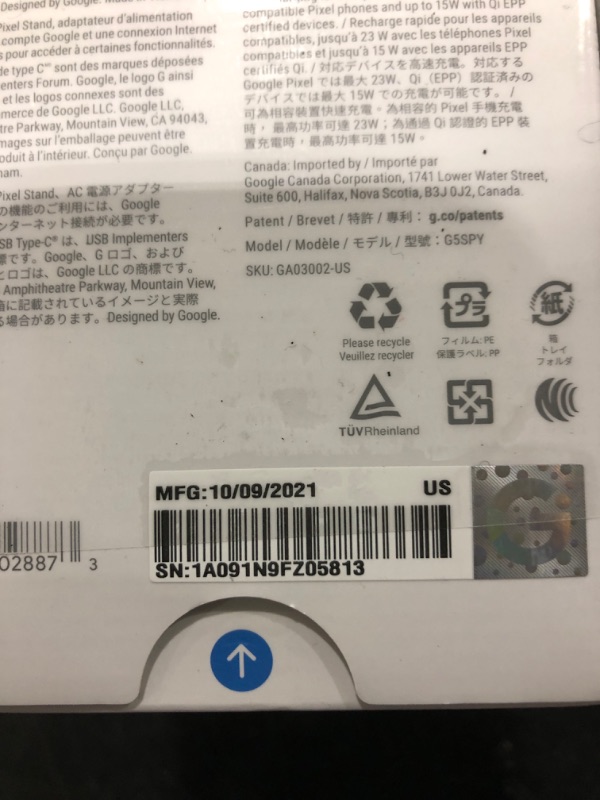 Designed by Google. Made in
Pixel Stand, adaptateur d'alimentation
compte Google et une connexion Internet
pour accéder à certaines fonctionnalités.
de type C sont des marques déposées
enters Forum. Google, le logo G ainsi
et les logos connexes sont des
merce de Google LLC. Google LLC,
tre Parkway, Mountain View, CA 94043,
mages sur l'emballage peuvent être
oduit à l'intérieur. Conçu par Google.
nam.
Pixel Stand、AC 電源アダプター
の機能のご利用には、Google
ンターネット接続が必要です。
SB Type-C® は、USB Implementers
標です。Google、G ロゴ、および
とロゴは、Google LLC の商標です。
Amphitheatre Parkway, Mountain View,
箱に記載されているイメージと実際
る場合があります。Designed by Google.
compatible Pixel phones and up to 15W with Qi EPP
certified devices. / Recharge rapide pour les appareils
compatibles, jusqu'à 23 W avec les téléphones Pixel
compatibles et jusqu'à 15 W avec les appareils EPP
certifiés Qi. / 対応デバイスを高速充電。対応する
Google Pixel では最大 23W、Qi（EPP）認証済みの
デバイスでは最大 15W での充電が可能です。 /
可為相容裝置快速充電。為相容的 Pixel 手機充電
時，最高功率可達 23W；為通過 Qi 認證的 EPP 裝
置充電時，最高功率可達 15W。
Canada: Imported by / Importé par
Google Canada Corporation, 1741 Lower Water Street,
Suite 600, Halifax, Nova Scotia, B3J 0J2, Canada.
Patent / Brevet / 特許 / 專利： g.co/patents
Model / Modèle / モデル / 型號： G5SPY
SKU: GA03002-US
Please recycle
Veuillez recycler
プラ
フィルム: PE
保護ラベル: PP
紙
箱
トレイ
フォルダ
TÜVRheinland
MFG:10/09/2021
US
SN:1A091N9FZ05813
02887 3